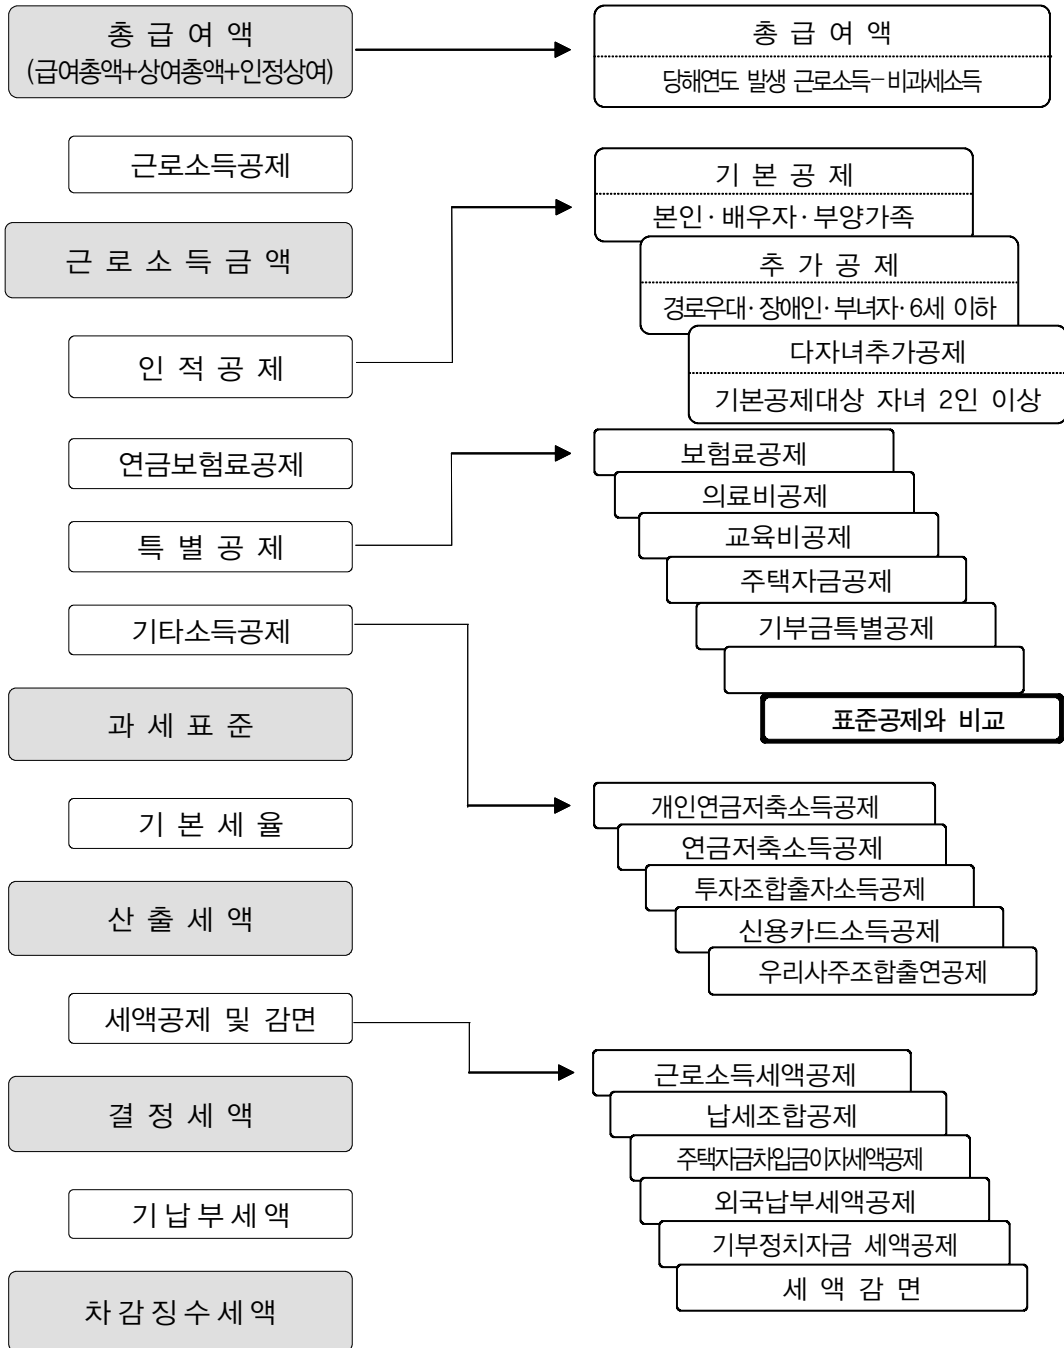 총 급 여 액
(급여총액+상여총액+인정상여)
근로소득공제
근 로 소 득 금 액
인 적 공 제
연금보험료공제
특 별 공 제
기타소득공제
과 세 표 준
기 본 세 율
산 출 세 액
세액공제 및 감면
결 정 세 액
기 납 부 세 액
차 감 징 수 세 액
총 급 여 액
당해연도 발생 근로소득-비과세소득
기 본 공 제
본인·배우자·부양가족
추 가 공 제
경로우대·장애인·부녀자·6세 이하
다자녀추가공제
기본공제대상 자녀 2인 이상
보험료공제
의료비공제
교육비공제
주택자금공제
기부금특별공제
표준공제와 비교
개인연금저축소득공제
연금저축소득공제
투자조합출자소득공제
신용카드소득공제
우리사주조합출연공제
근로소득세액공제
납세조합공제
주택자금차입금이자세액공제
외국납부세액공제
기부정치자금 세액공제
세 액 감 면